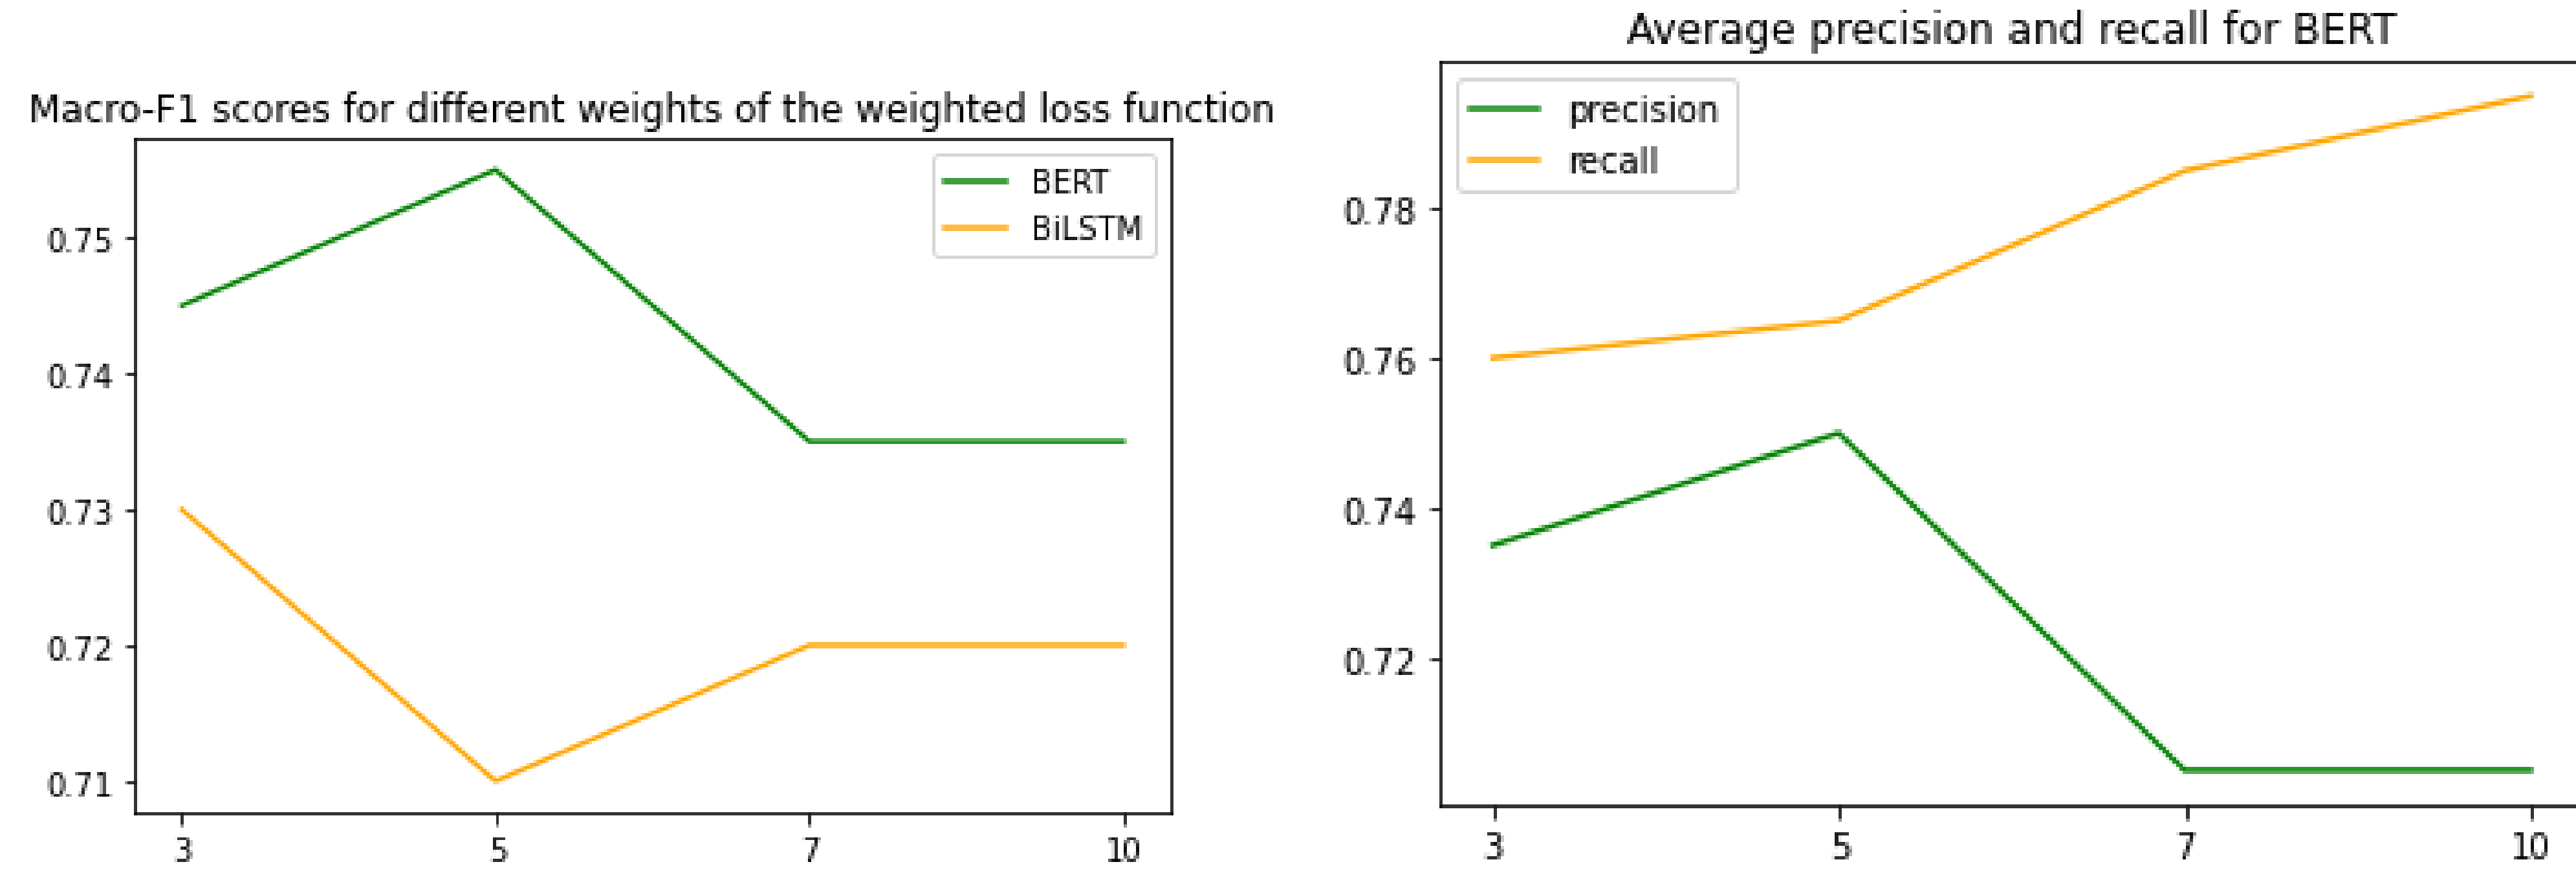 Macro-F1 scores for different weights of the weighted loss function
BERT
BiLSTM
0.75
0.74
0.73
0.72
0.71
3 5 7 10
Average precision and recall for BERT
precision
recall
0.78
0.76
0.74
0.72
3 5 7 10